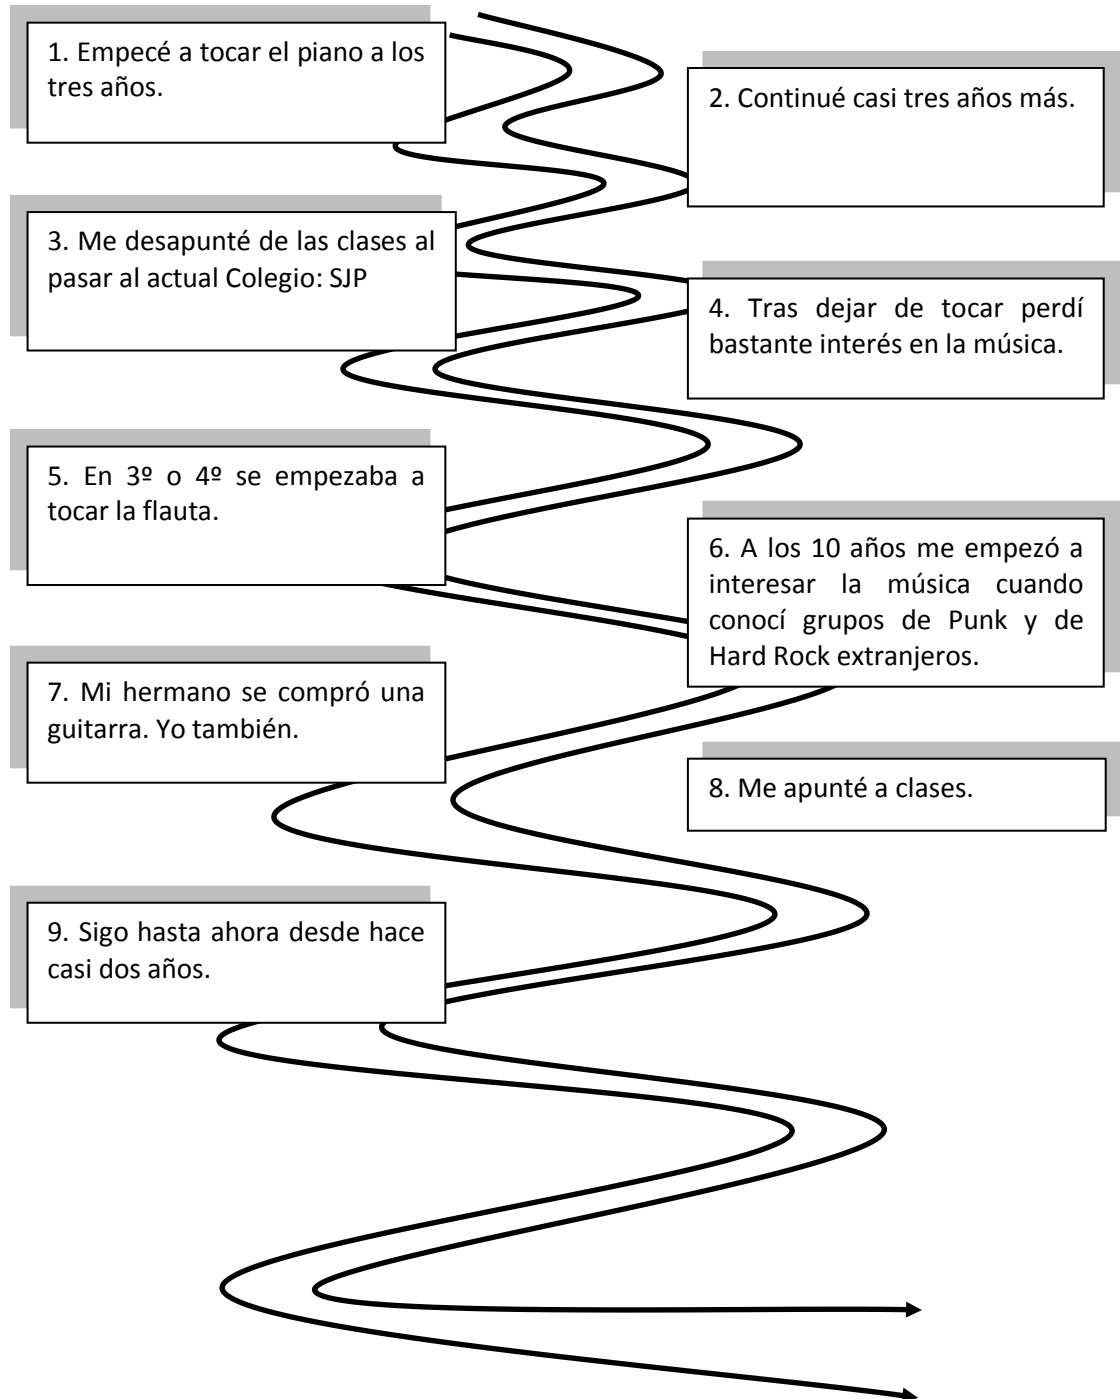 1. Empecé a tocar el piano a los
tres años.
2. Continué casi tres años más.
3. Me desapunté de las clases al
pasar al actual Colegio: SJP
4. Tras dejar de tocar perdí
bastante interés en la música.
5. En 3º o 4º se empezaba a
tocar la flauta.
6. A los 10 años me empezó a
interesar la música cuando
conocí grupos de Punk y de
Hard Rock extranjeros.
7. Mi hermano se compró una
guitarra. Yo también.
8. Me apunté a clases.
9. Sigo hasta ahora desde hace
casi dos años.